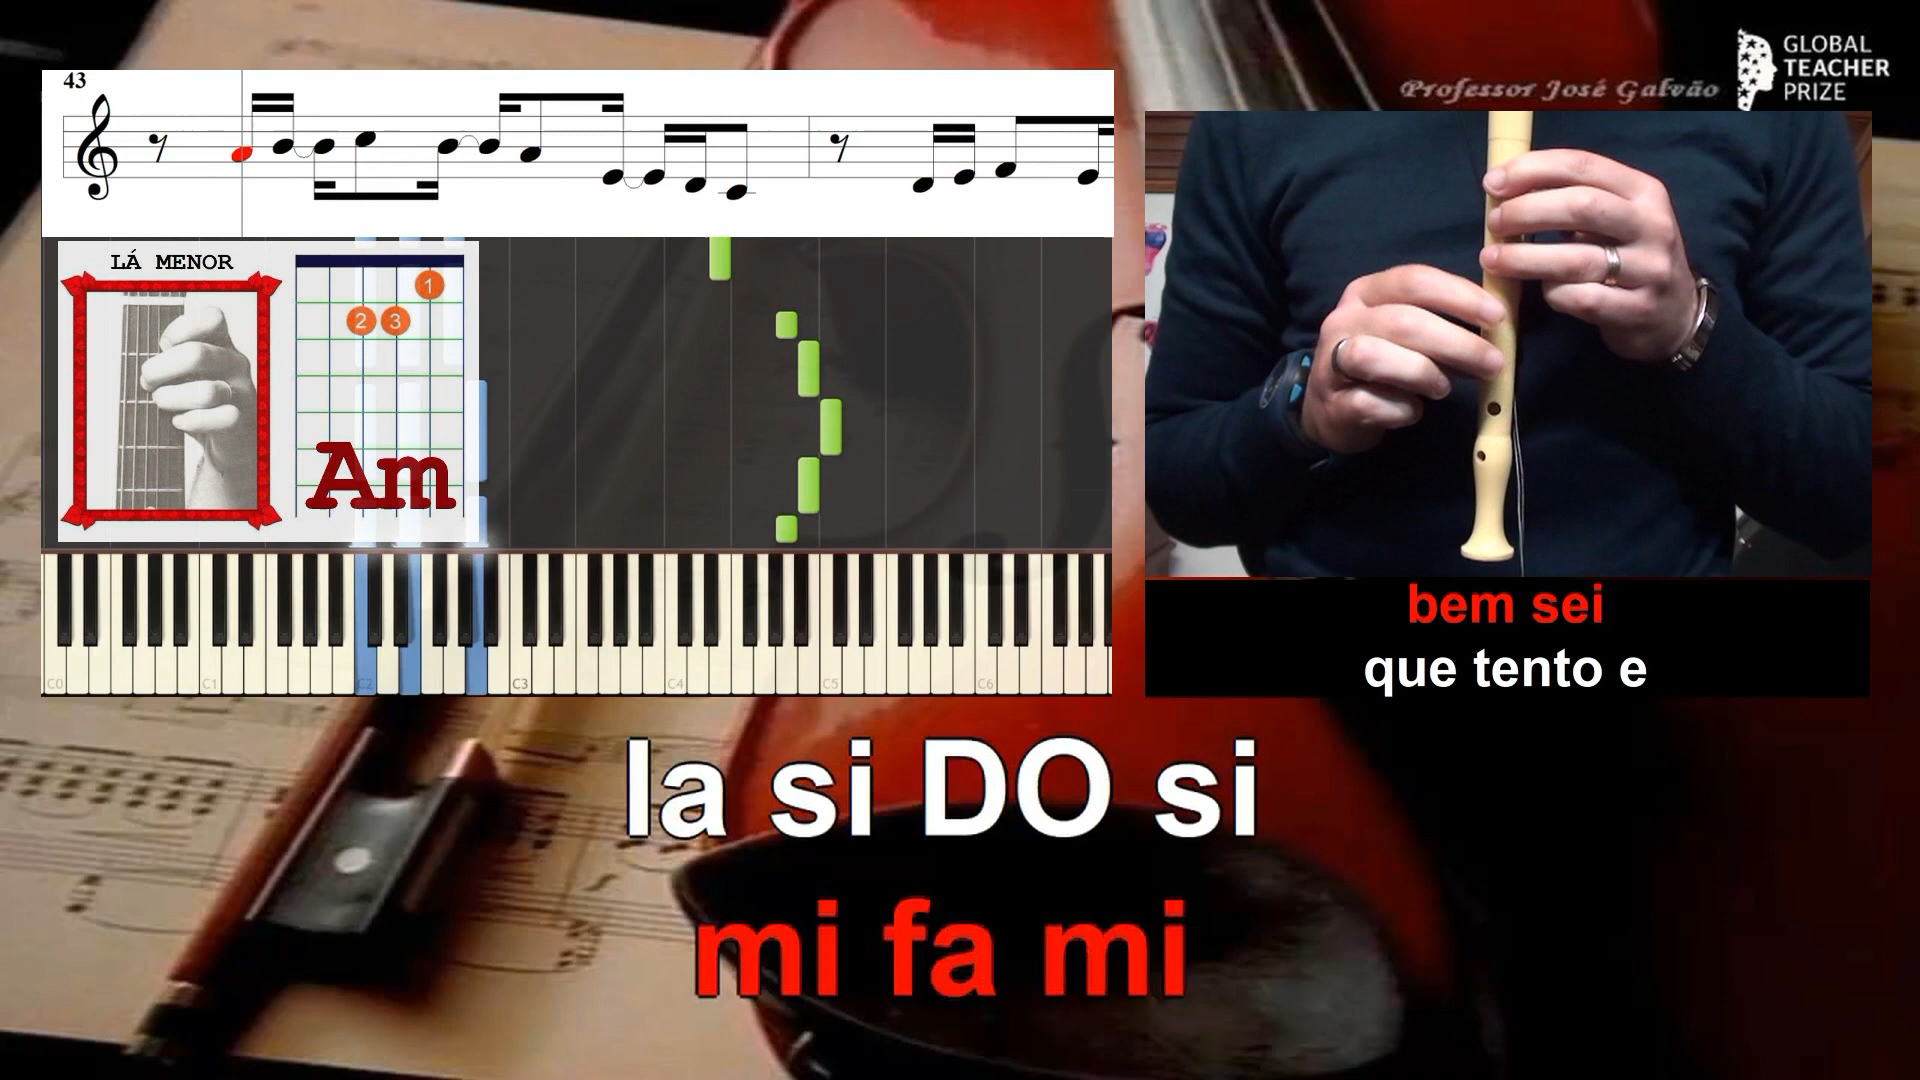 43
Professor José Galvão
GLOBAL
TEACHER
PRIZE
LÁ MENOR
1
2 3
Am
C0 C1 C2 C3 C4 C5 C6
bem sei
que tento e
la si DO si
mi fa mi